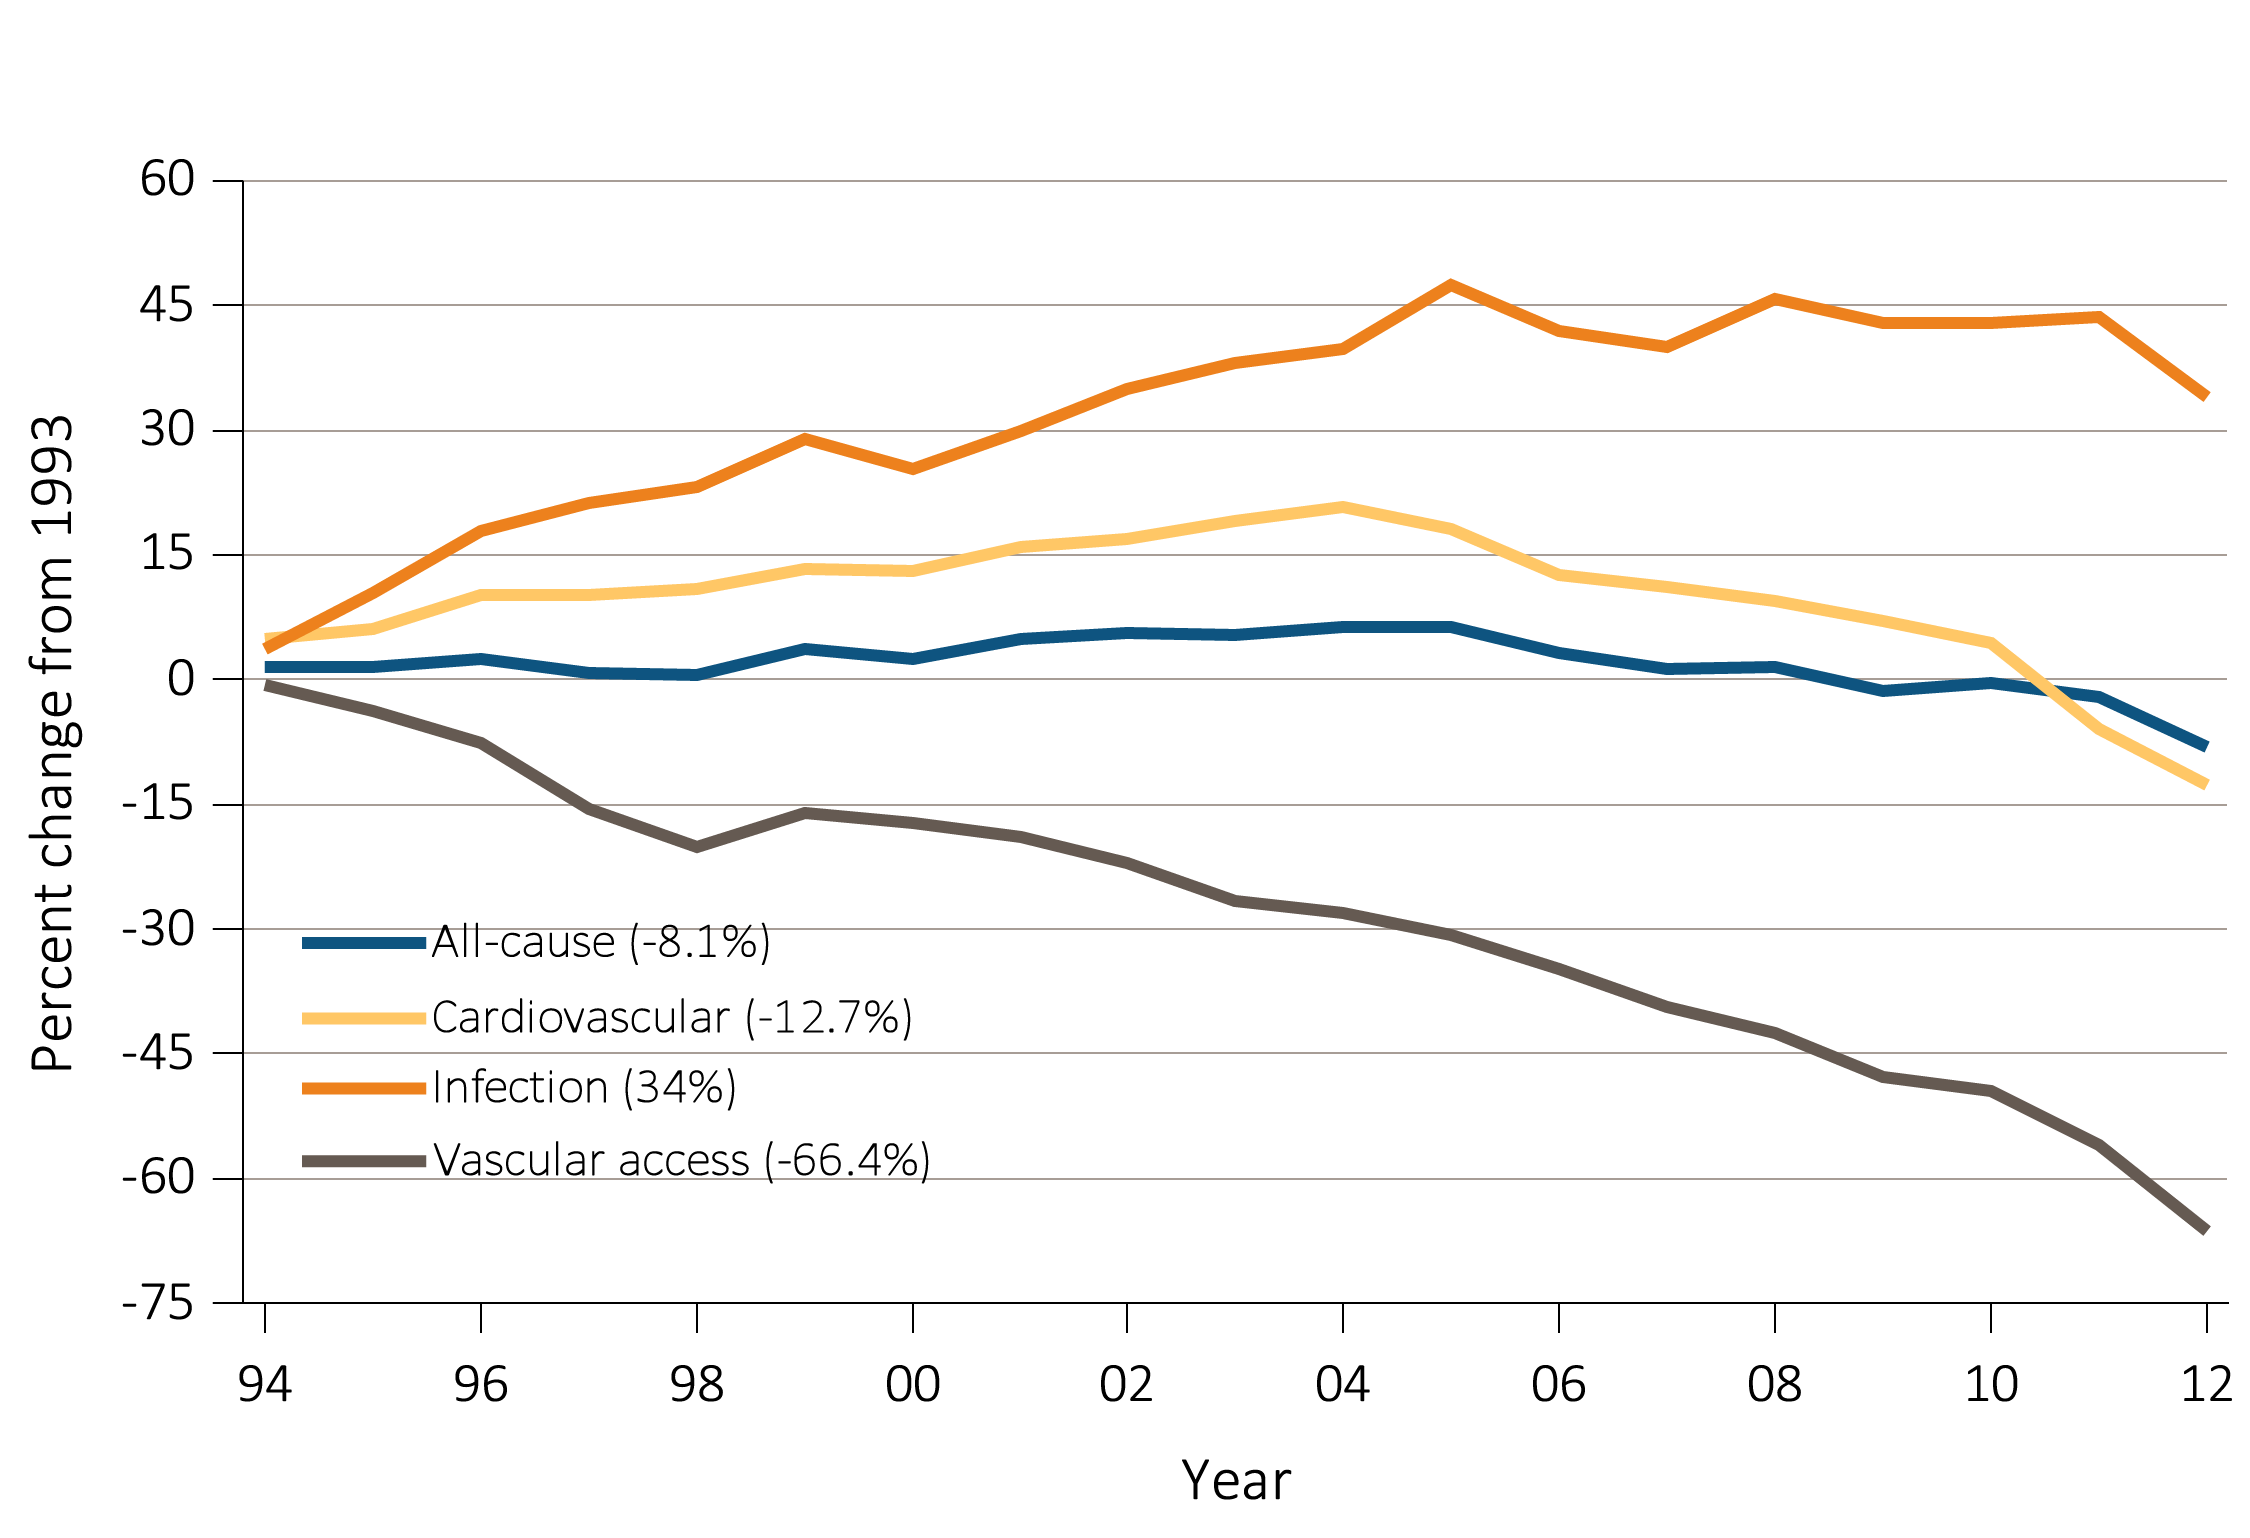 60
45
30
15
0
-15
-30
-45
-60
-75
Percent change from 1993
All-cause (-8.1%)
Cardiovascular (-12.7%)
Infection (34%)
Vascular access (-66.4%)
94 96 98 00 02 04 06 08 10 12
Year